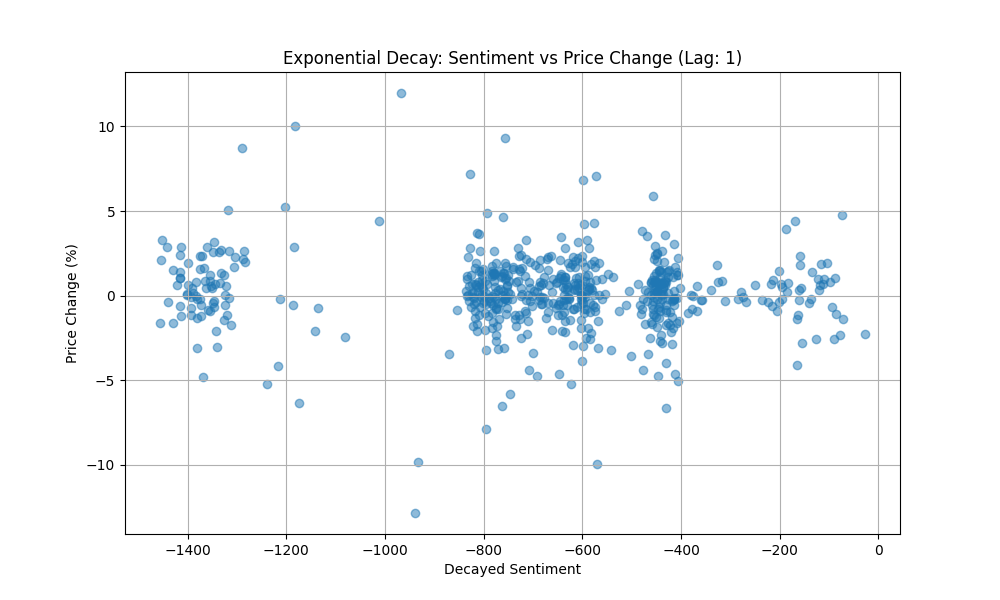 Exponential Decay: Sentiment vs Price Change (Lag: 1)
Price Change (%)
10
5
0
−5
−10
−1400 −1200 −1000 −800 −600 −400 −200 0
Decayed Sentiment